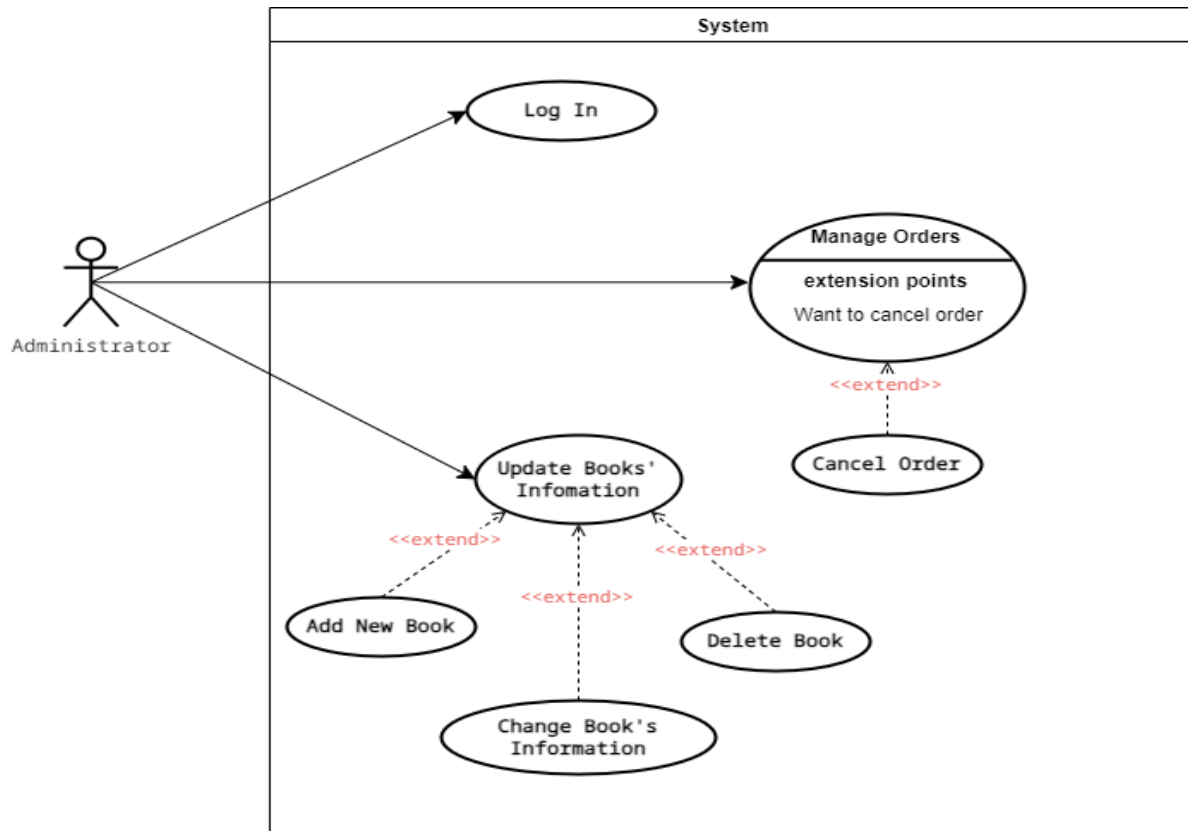 System
Log In
Manage Orders
extension points
Want to cancel order
Administrator
<<extend>>
Cancel Order
Update Books'
Infomation
<<extend>>
<<extend>>
<<extend>>
Add New Book
Delete Book
Change Book's
Information